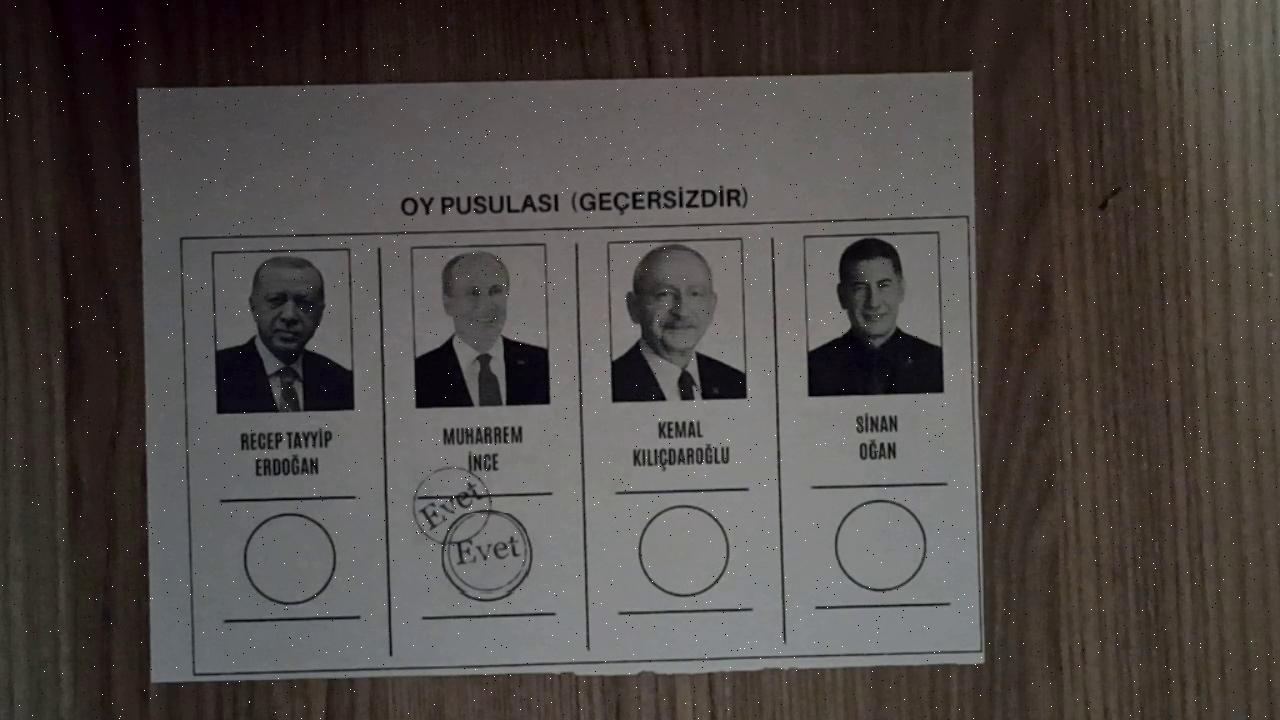 OY PUSULASI (GEÇERSİZDİR)
RECEP TAYYİP
ERDOĞAN
MUHARREM
İNCE
KEMAL
KILIÇDAROĞLU
SİNAN
OĞAN
Evet
Evet